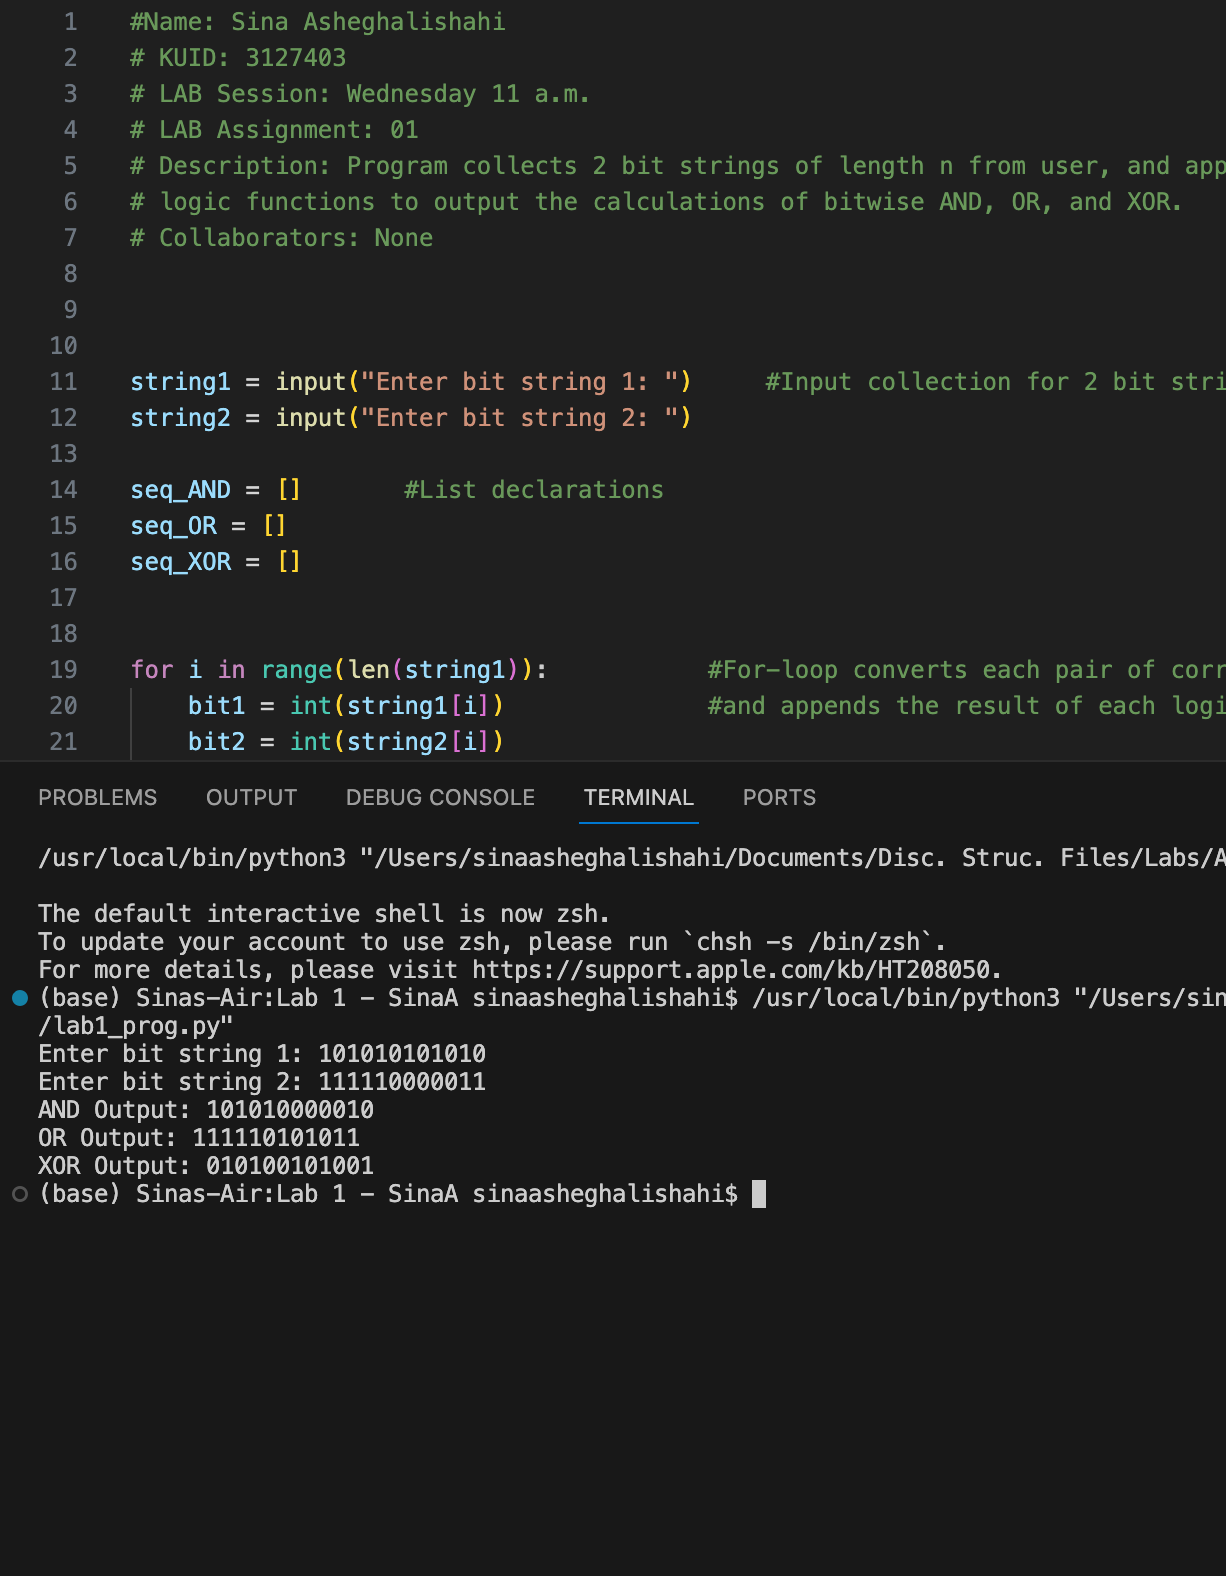 1 #Name: Sina Asheghalishahi
2 # KUID: 3127403
3 # LAB Session: Wednesday 11 a.m.
4 # LAB Assignment: 01
5 # Description: Program collects 2 bit strings of length n from user, and app
6 # logic functions to output the calculations of bitwise AND, OR, and XOR.
7 # Collaborators: None
8
9
10
11 string1 = input("Enter bit string 1: ") #Input collection for 2 bit stri
12 string2 = input("Enter bit string 2: ")
13
14 seq_AND = [] #List declarations
15 seq_OR = []
16 seq_XOR = []
17
18
19 for i in range(len(string1)): #For-loop converts each pair of corr
20 bit1 = int(string1[i]) #and appends the result of each logi
21 bit2 = int(string2[i])
PROBLEMS OUTPUT DEBUG CONSOLE TERMINAL PORTS
/usr/local/bin/python3 "/Users/sinaasheghalishahi/Documents/Disc. Struc. Files/Labs/A
The default interactive shell is now zsh.
To update your account to use zsh, please run `chsh -s /bin/zsh`.
For more details, please visit https://support.apple.com/kb/HT208050.
(base) Sinas-Air:Lab 1 - SinaA sinaasheghalishahi$ /usr/local/bin/python3 "/Users/sin
/lab1_prog.py"
Enter bit string 1: 101010101010
Enter bit string 2: 111110000011
AND Output: 101010000010
OR Output: 111110101011
XOR Output: 010100101001
(base) Sinas-Air:Lab 1 - SinaA sinaasheghalishahi$